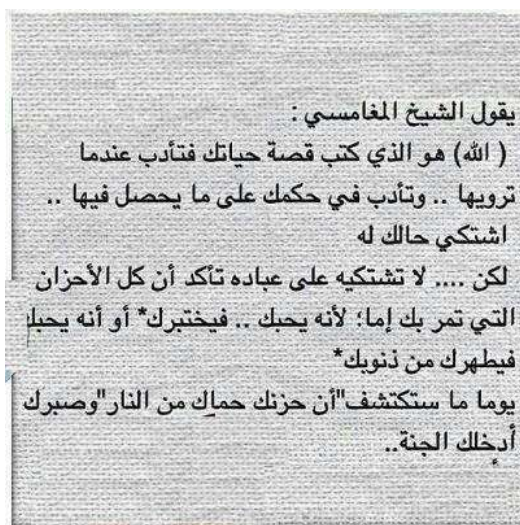 يقول الشيخ المغامسي :
( الله) هو الذي كتب قصة حياتك فتأدب عندما
ترويها .. وتأدب في حكمك على ما يحصل فيها ..
اشتكي حالك له
لكن .... لا تشتكيه على عباده تأكد أن كل الأحزان
التي تمر بك إما؛ لأنه يحبك .. فيختبرك* أو أنه يحبك
فيطهرك من ذنوبك*
يوما ما ستكتشف"أن حزنك حماك من النار"وصبرك
أدخلك الجنة..